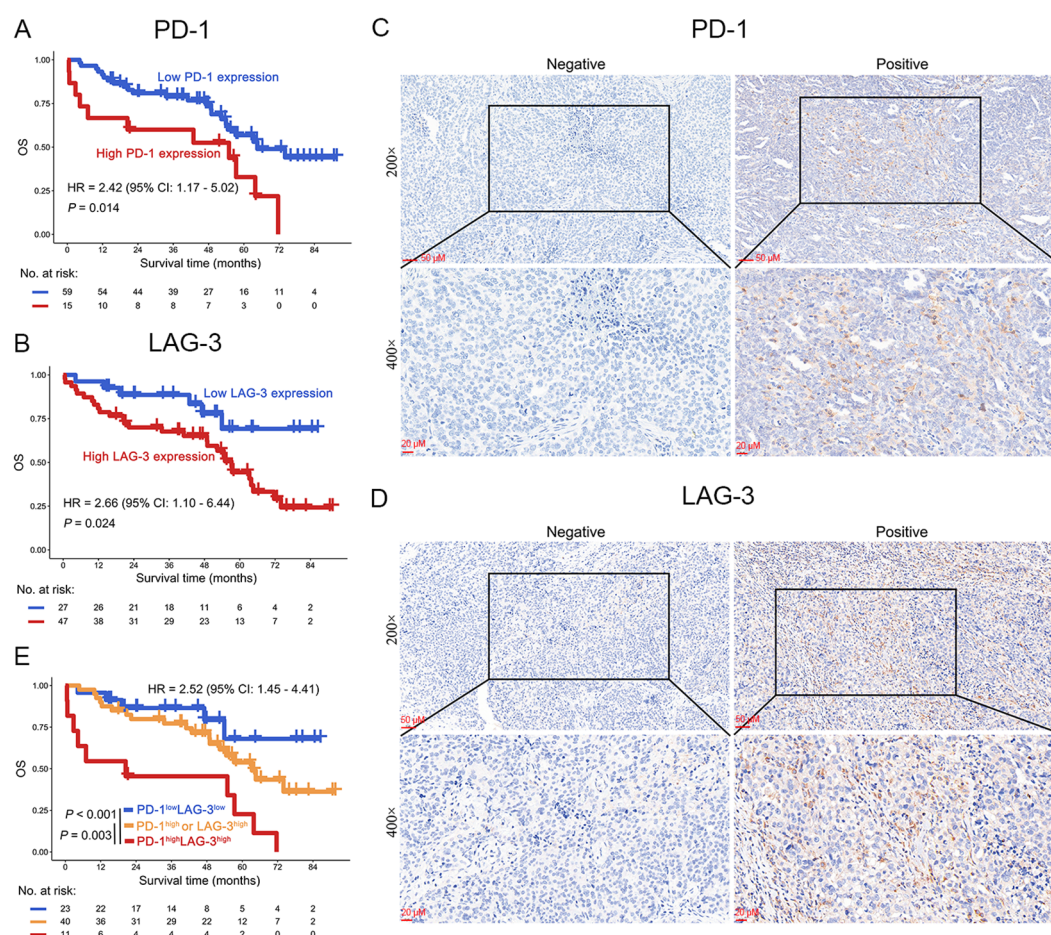 A
PD-1
1.00
0.75
0.50
0.25
0.00
OS
Low PD-1 expression
High PD-1 expression
HR = 2.42 (95% CI: 1.17 - 5.02)
P = 0.014
0 12 24 36 48 60 72 84
Survival time (months)
No. at risk:
59 54 44 39 27 16 11 4
15 10 8 8 7 3 0 0
B
LAG-3
1.00
0.75
0.50
0.25
0.00
OS
Low LAG-3 expression
High LAG-3 expression
HR = 2.66 (95% CI: 1.10 - 6.44)
P = 0.024
0 12 24 36 48 60 72 84
Survival time (months)
No. at risk:
27 26 21 18 11 6 4 2
47 38 31 29 23 13 7 2
E
1.00
0.75
0.50
0.25
0.00
OS
HR = 2.52 (95% CI: 1.45 - 4.41)
P < 0.001
P = 0.003
PD-1lowLAG-3low
PD-1highor LAG-3high
PD-1highLAG-3high
0 12 24 36 48 60 72 84
Survival time (months)
No. at risk:
23 22 17 14 8 5 4 2
40 36 31 29 22 12 7 2
11 6 4 4 4 2 0 0
C
PD-1
Negative Positive
200×
50 µM 50 µM
400×
20 µM 20 µM
D
LAG-3
Negative Positive
200×
50 µM 50 µM
400×
20 µM 20 µM